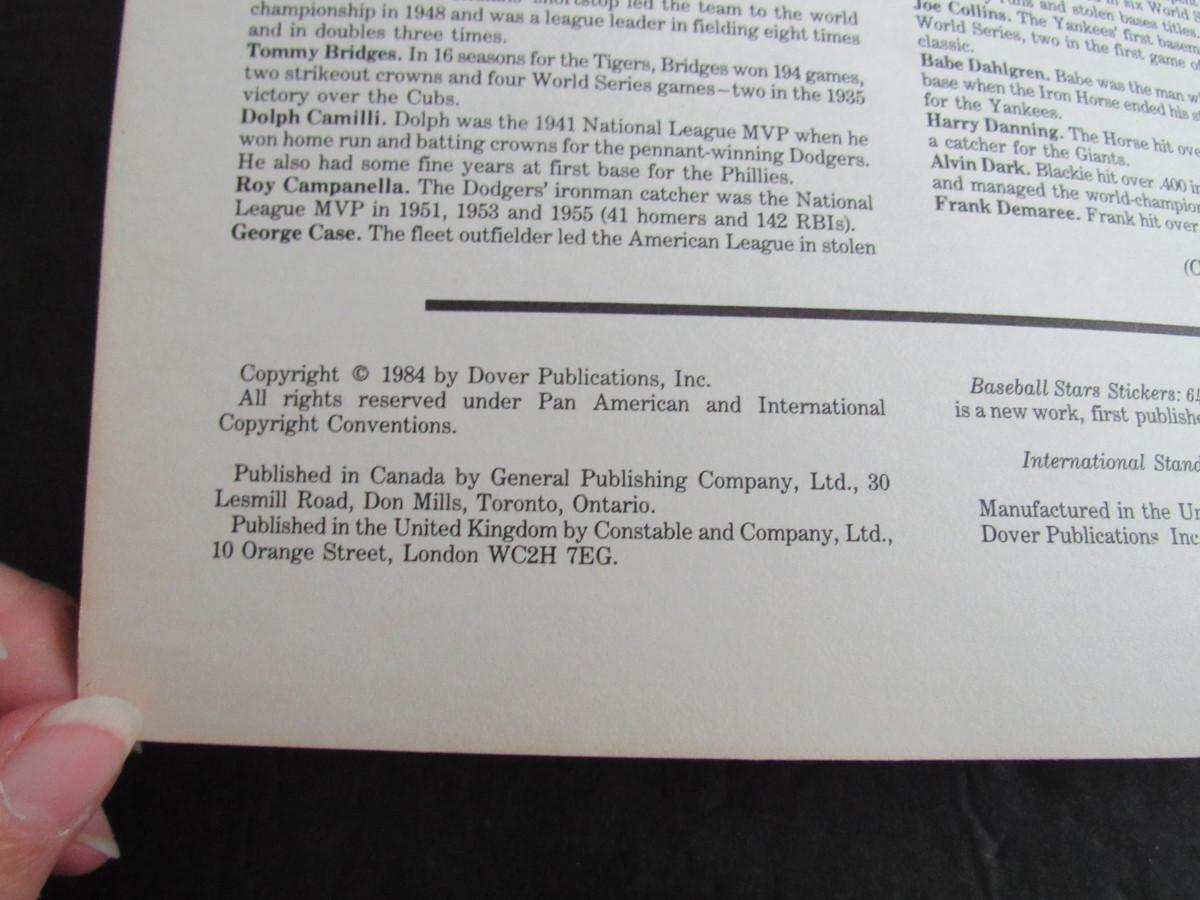 shortstop led the team to the world
championship in 1948 and was a league leader in fielding eight times
and in doubles three times.
Tommy Bridges. In 16 seasons for the Tigers, Bridges won 194 games,
two strikeout crowns and four World Series games—two in the 1935
victory over the Cubs.
Dolph Camilli. Dolph was the 1941 National League MVP when he
won home run and batting crowns for the pennant-winning Dodgers.
He also had some fine years at first base for the Phillies.
Roy Campanella. The Dodgers' ironman catcher was the National
League MVP in 1951, 1953 and 1955 (41 homers and 142 RBIs).
George Case. The fleet outfielder led the American League in stolen
and stolen bases titles.
Joe Collins. The Yankees' first basem
World Series, two in the first game of
classic.
Babe Dahlgren. Babe was the man w
base when the Iron Horse ended his
for the Yankees.
Harry Danning. The Horse hit ove
a catcher for the Giants.
Alvin Dark. Blackie hit over .400 i
and managed the world-champion
Frank Demaree. Frank hit over
(C
Copyright © 1984 by Dover Publications, Inc.
All rights reserved under Pan American and International
Copyright Conventions.
Published in Canada by General Publishing Company, Ltd., 30
Lesmill Road, Don Mills, Toronto, Ontario.
Published in the United Kingdom by Constable and Company, Ltd.,
10 Orange Street, London WC2H 7EG.
Baseball Stars Stickers: 6
is a new work, first publishe
International Stand
Manufactured in the Un
Dover Publications Inc